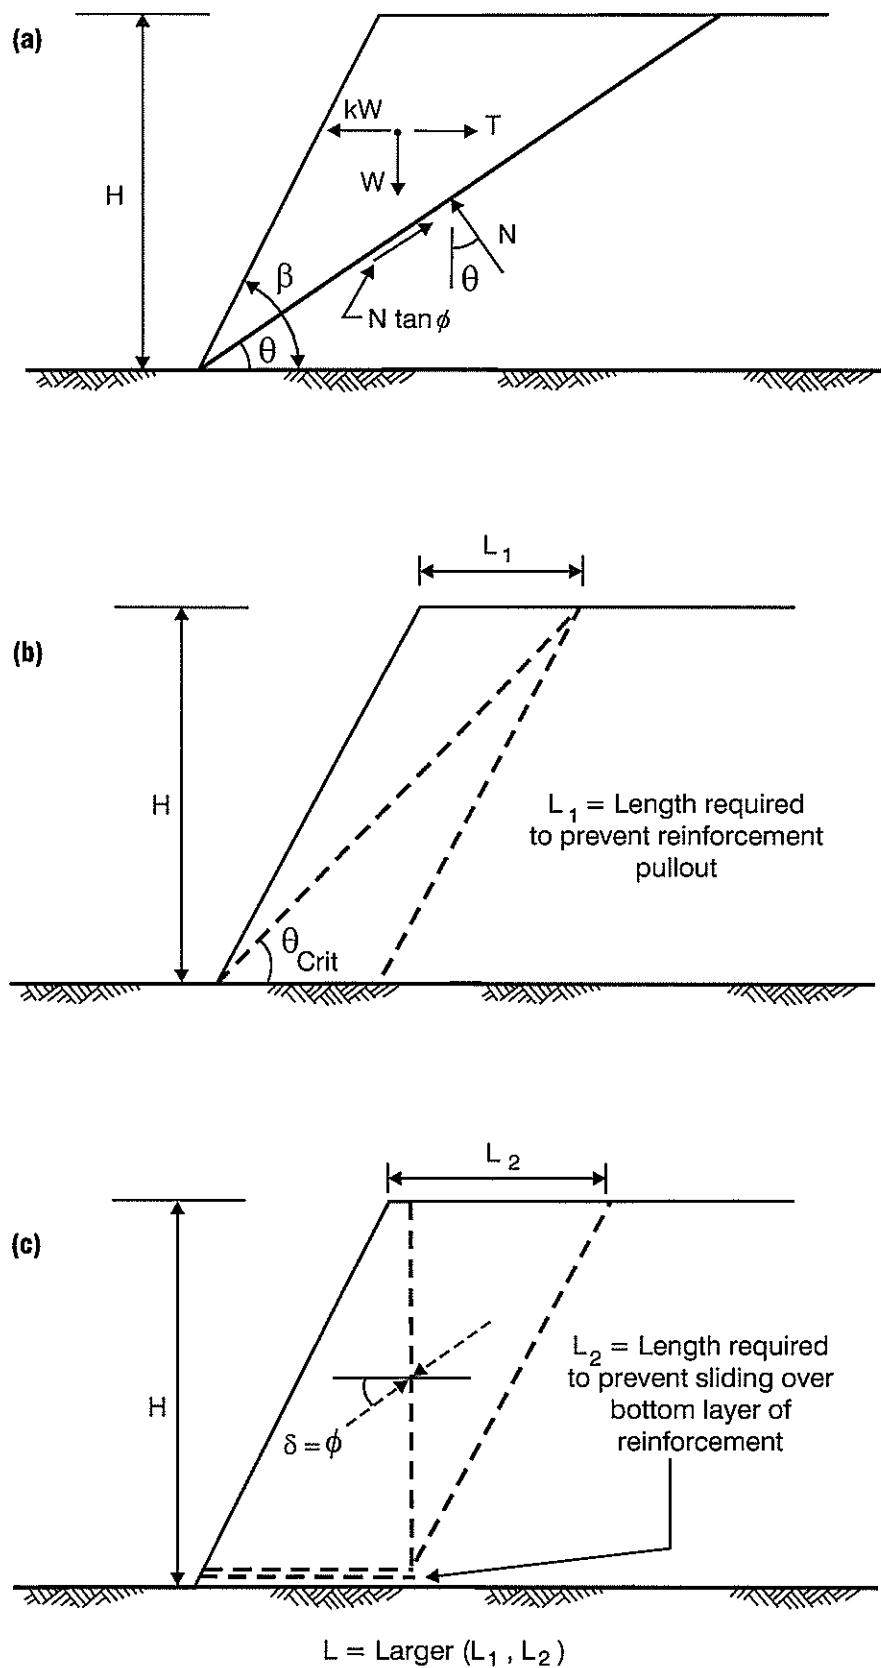 (a)
kW
T
W
H
N
β
θ
N tan ϕ
θ
L₁
(b)
H
L₁ = Length required
to prevent reinforcement
pullout
θCrit
L₂
(c)
L₂ = Length required
to prevent sliding over
bottom layer of
reinforcement
H
δ = ϕ
L = Larger (L₁ , L₂)